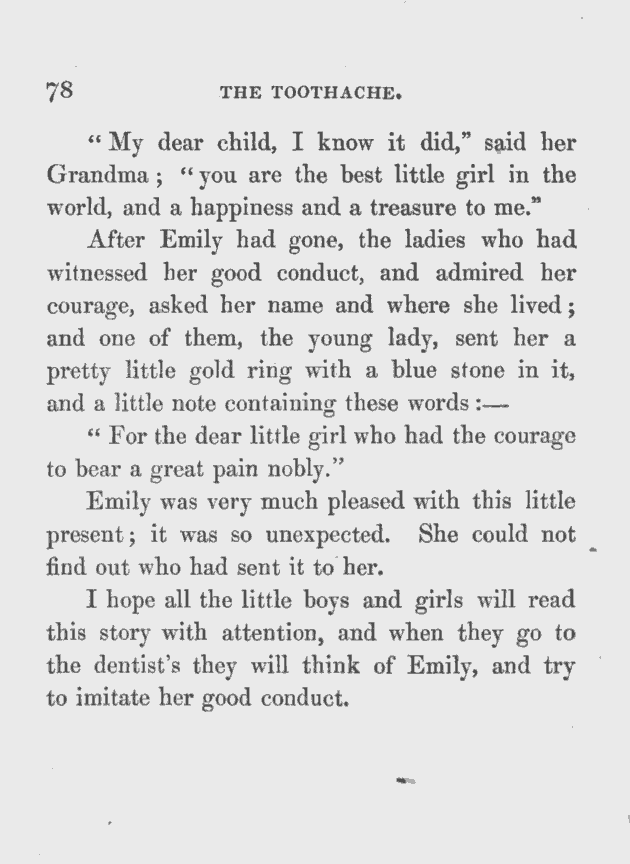 78 THE TOOTHACHE.
“ My dear child, I know it did,” said her
Grandma ; “ you are the best little girl in the
world, and a happiness and a treasure to me.”
After Emily had gone, the ladies who had
witnessed her good conduct, and admired her
courage, asked her name and where she lived ;
and one of them, the young lady, sent her a
pretty little gold ring with a blue stone in it,
and a little note containing these words :—
“ For the dear little girl who had the courage
to bear a great pain nobly.”
Emily was very much pleased with this little
present ; it was so unexpected. She could not
find out who had sent it to her.
I hope all the little boys and girls will read
this story with attention, and when they go to
the dentist’s they will think of Emily, and try
to imitate her good conduct.